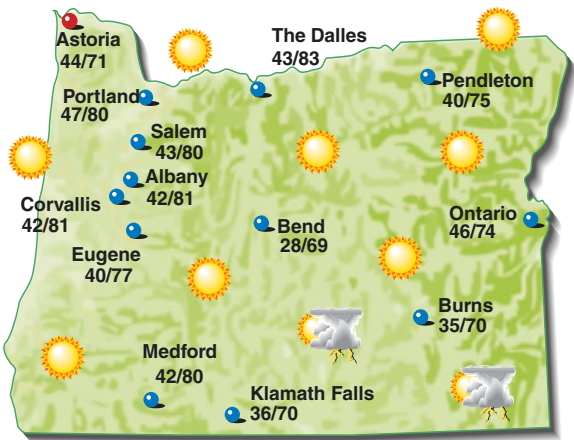 Astoria
44/71
The Dalles
43/83
Pendleton
40/75
Portland
47/80
Salem
43/80
Albany
42/81
Corvallis
42/81
Eugene
40/77
Bend
28/69
Ontario
46/74
Burns
35/70
Medford
42/80
Klamath Falls
36/70